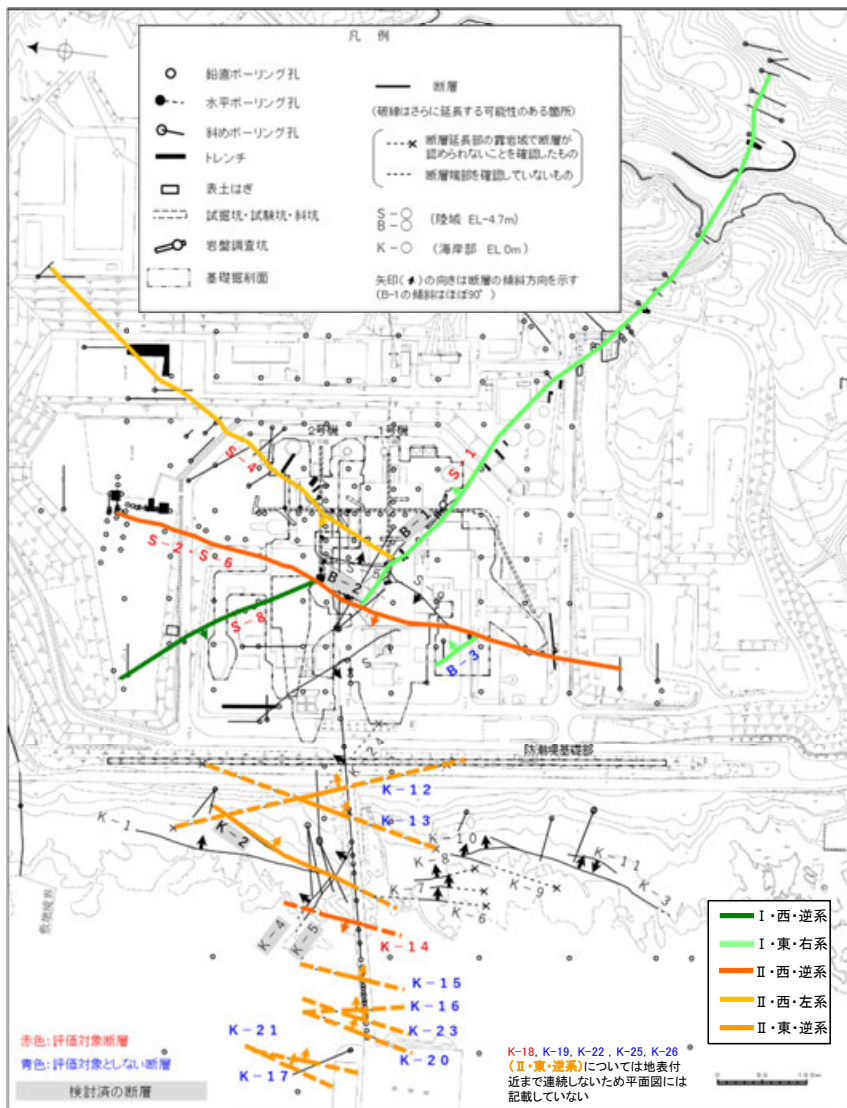 凡 例
鉛直ボーリング孔
水平ボーリング孔
斜めボーリング孔
トレンチ
表土はぎ
試掘坑・試験坑・斜坑
岩盤調査坑
基礎掘削面
断層
(破線はさらに延長する可能性のある箇所)
断層延長部の露岩域で断層が
認められないことを確認したもの
断層端部を確認していないもの
S-○
B-○
(陸域 EL-4.7m)
K-○
(海岸部 EL 0m)
矢印( )の向きは断層の傾斜方向を示す
(B-1の傾斜はほぼ90°)
2号機
1号機
S-4
S-1
B-1
S-2・S-6
S-5
B-2
S-8
B-3
防潮堤基礎部
K-24
K-12
K-13
K-1
K-2
K-10
K-8
K-11
K-7
K-9
K-6
K-3
K-4
K-5
K-14
K-15
K-16
K-21
K-23
K-20
K-17
敷地境界
Ⅰ・西・逆系
Ⅰ・東・右系
Ⅱ・西・逆系
Ⅱ・西・左系
Ⅱ・東・逆系
赤色:評価対象断層
青色:評価対象としない断層
検討済の断層
K-18, K-19, K-22 , K-25, K-26
(Ⅱ・東・逆系)については地表付
近まで連続しないため平面図には
記載していない
0 50 100m